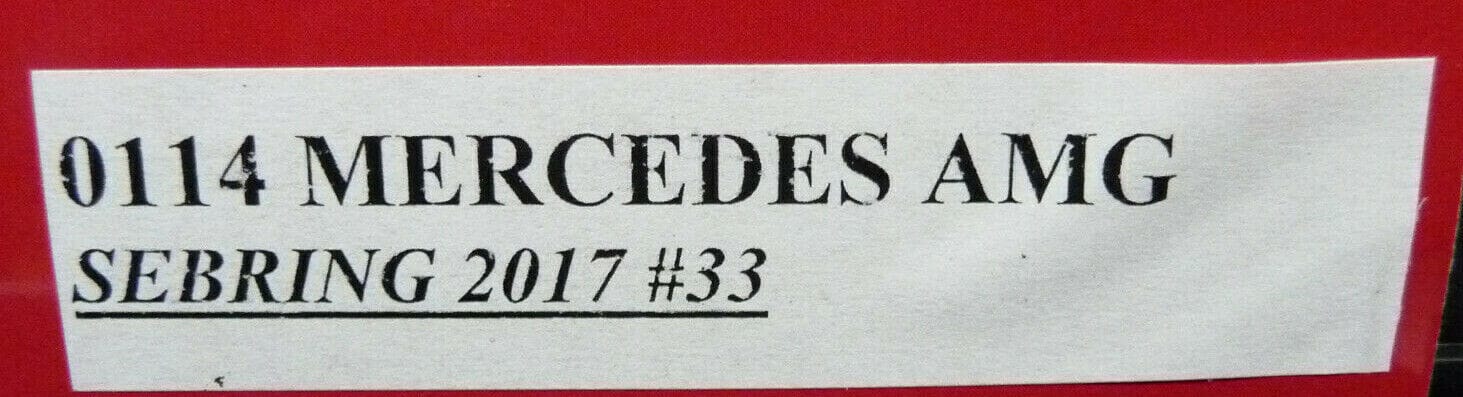 0114 MERCEDES AMG
SEBRING 2017 #33